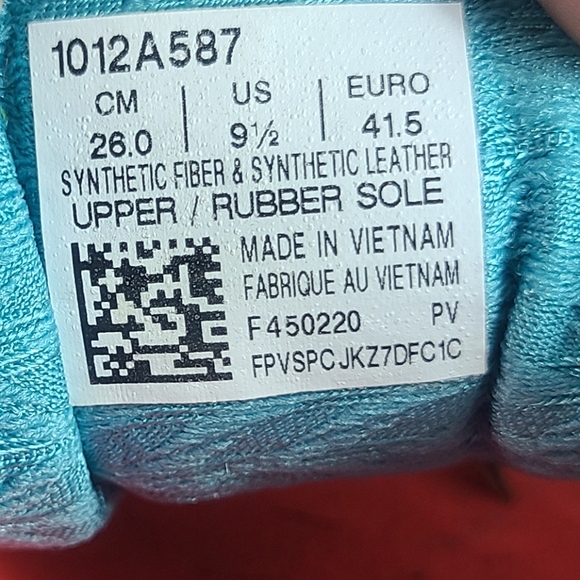 1012A587
CM | US | EURO
26.0 | 9½ | 41.5
SYNTHETIC FIBER & SYNTHETIC LEATHER
UPPER / RUBBER SOLE
MADE IN VIETNAM
FABRIQUE AU VIETNAM
F450220 PV
FPVSPCJKZ7DFC1C